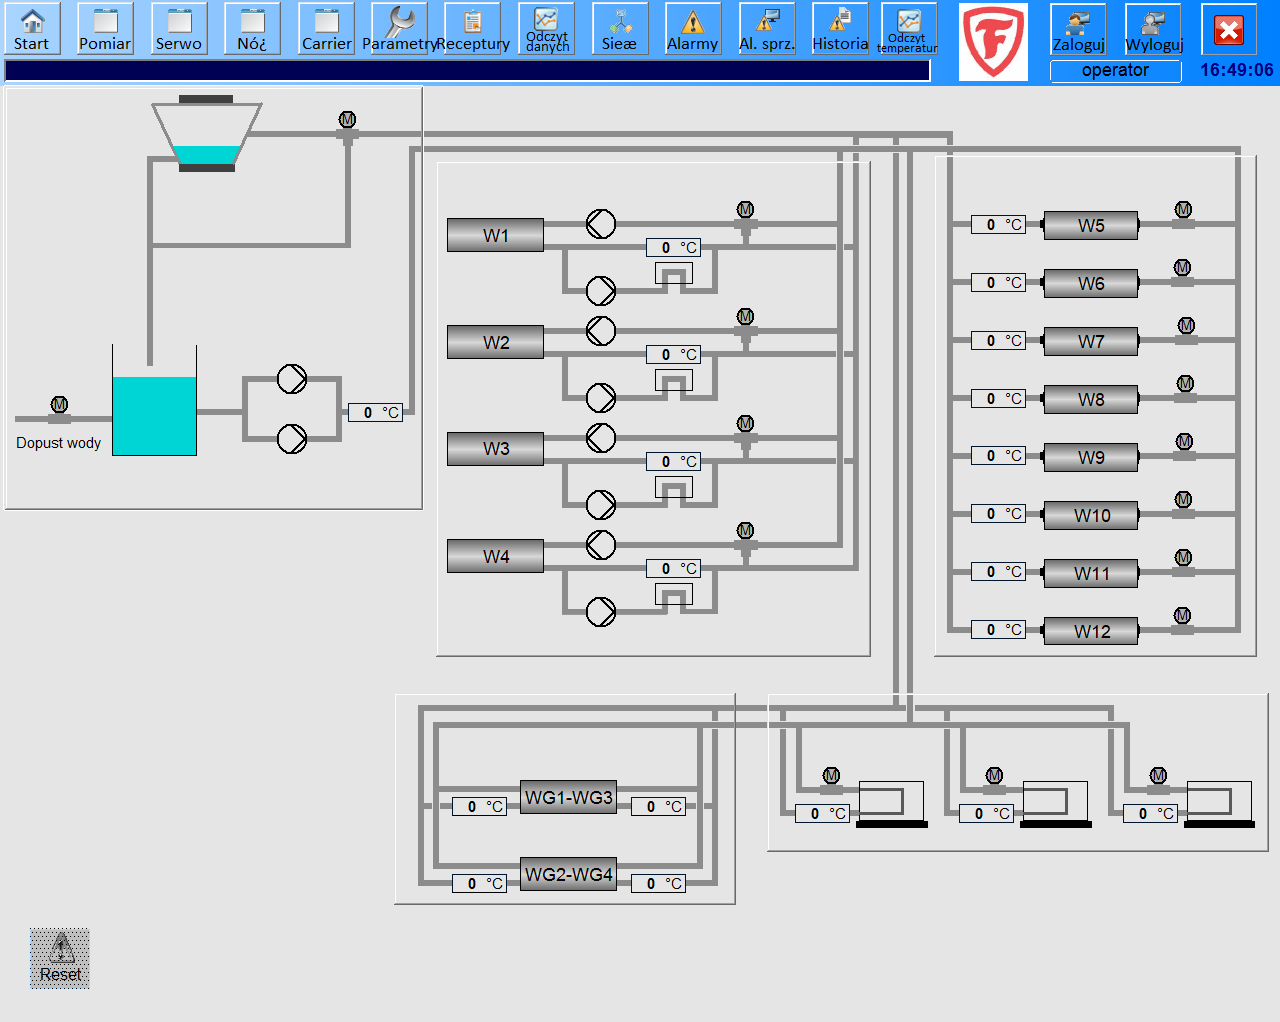 Start
Pomiar
Serwo
Nó¿
Carrier
Parametry
Receptury
Odczyt
danych
Sieæ
Alarmy
Al. sprz.
Historia
Odczyt
temperatur
Zaloguj
Wyloguj
operator
16:49:06
M
M
Dopust wody
0 °C
W1
M
0 °C
W2
M
0 °C
W3
M
0 °C
W4
M
0 °C
0 °C
W5
M
0 °C
W6
M
0 °C
W7
M
0 °C
W8
M
0 °C
W9
M
0 °C
W10
M
0 °C
W11
M
0 °C
W12
M
0 °C
WG1-WG3
0 °C
0 °C
WG2-WG4
0 °C
M
0 °C
M
0 °C
M
0 °C
Reset